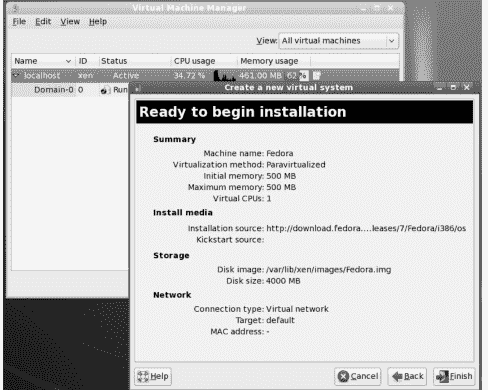 Virtual Machine Manager
File Edit View Help
View: All virtual machines
Name ID Status CPU usage Memory usage
localhost xen Active 34.72 % 461.00 MB 62 %
Domain-0 0 Run
Create a new virtual system
Ready to begin installation
Summary
Machine name: Fedora
Virtualization method: Paravirtualized
Initial memory: 500 MB
Maximum memory: 500 MB
Virtual CPUs: 1
Install media
Installation source: http://download.fedora....leases/7/Fedora/i386/os
Kickstart source:
Storage
Disk image: /var/lib/xen/images/Fedora.img
Disk size: 4000 MB
Network
Connection type: Virtual network
Target: default
MAC address: -
Help Cancel Back Finish